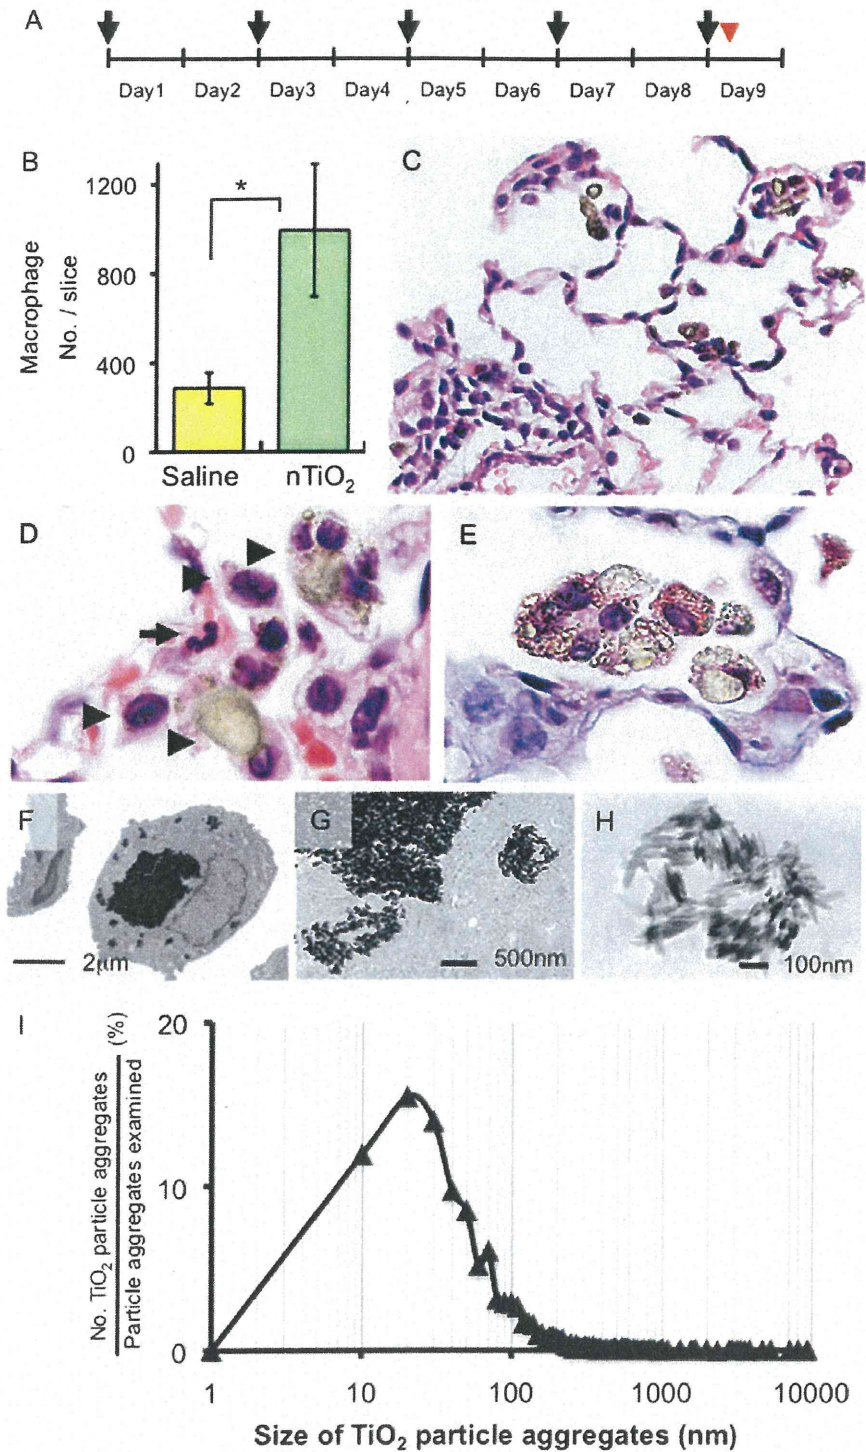 A
Day1 Day2 Day3 Day4 Day5 Day6 Day7 Day8 Day9
B
Macrophage
No. / slice
1200
800
400
0
*
Saline nTiO₂
C
D
E
F
2μm
G
500nm
H
100nm
I
No. TiO₂ particle aggregates
Particle aggregates examined
(%)
20
10
0
1 10 100 1000 10000
Size of TiO₂ particle aggregates (nm)